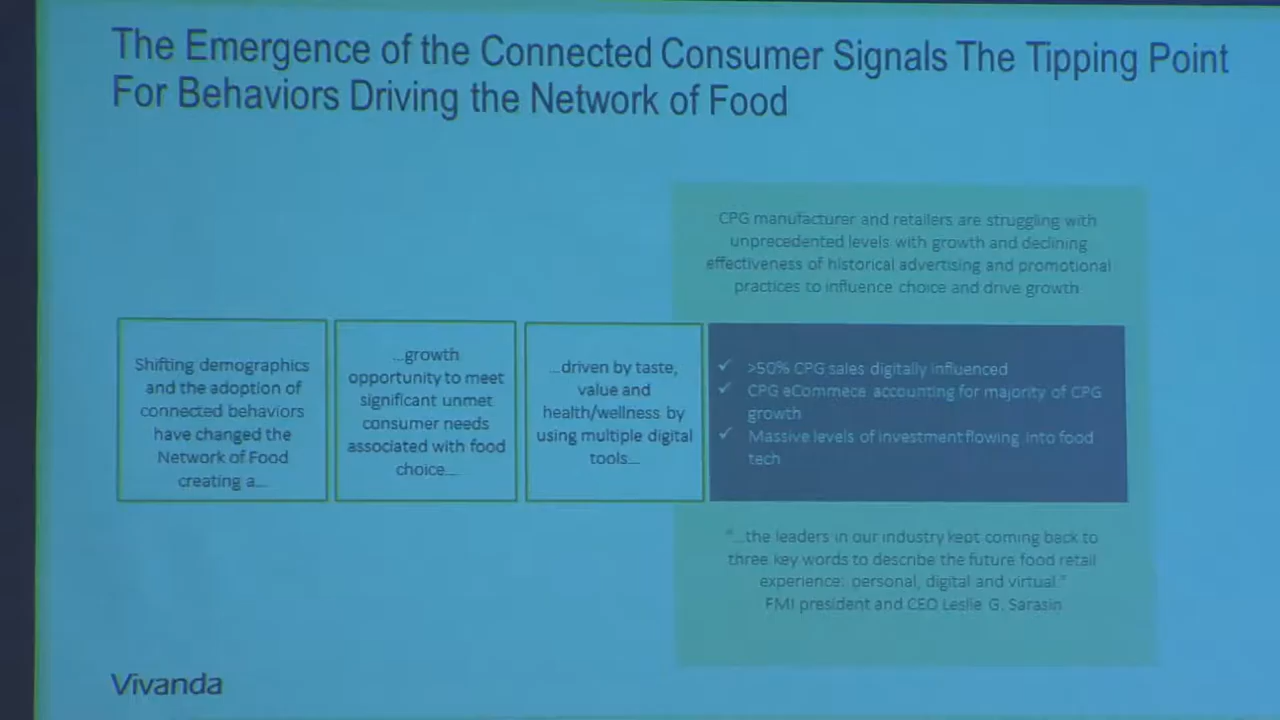 The Emergence of the Connected Consumer Signals The Tipping Point
For Behaviors Driving the Network of Food
CPG manufacturer and retailers are struggling with
unprecedented levels with growth and declining
effectiveness of historical advertising and promotional
practices to influence choice and drive growth
Shifting demographics
and the adoption of
connected behaviors
have changed the
Network of Food
creating a...
...growth
opportunity to meet
significant unmet
consumer needs
associated with food
choice...
...driven by taste,
value and
health/wellness by
using multiple digital
tools...
✓ >50% CPG sales digitally influenced
✓ CPG eCommece accounting for majority of CPG
growth
✓ Massive levels of investment flowing into food
tech
"...the leaders in our industry kept coming back to
three key words to describe the future food retail
experience: personal, digital and virtual."
FMI president and CEO Leslie G. Sarasin
Vivanda